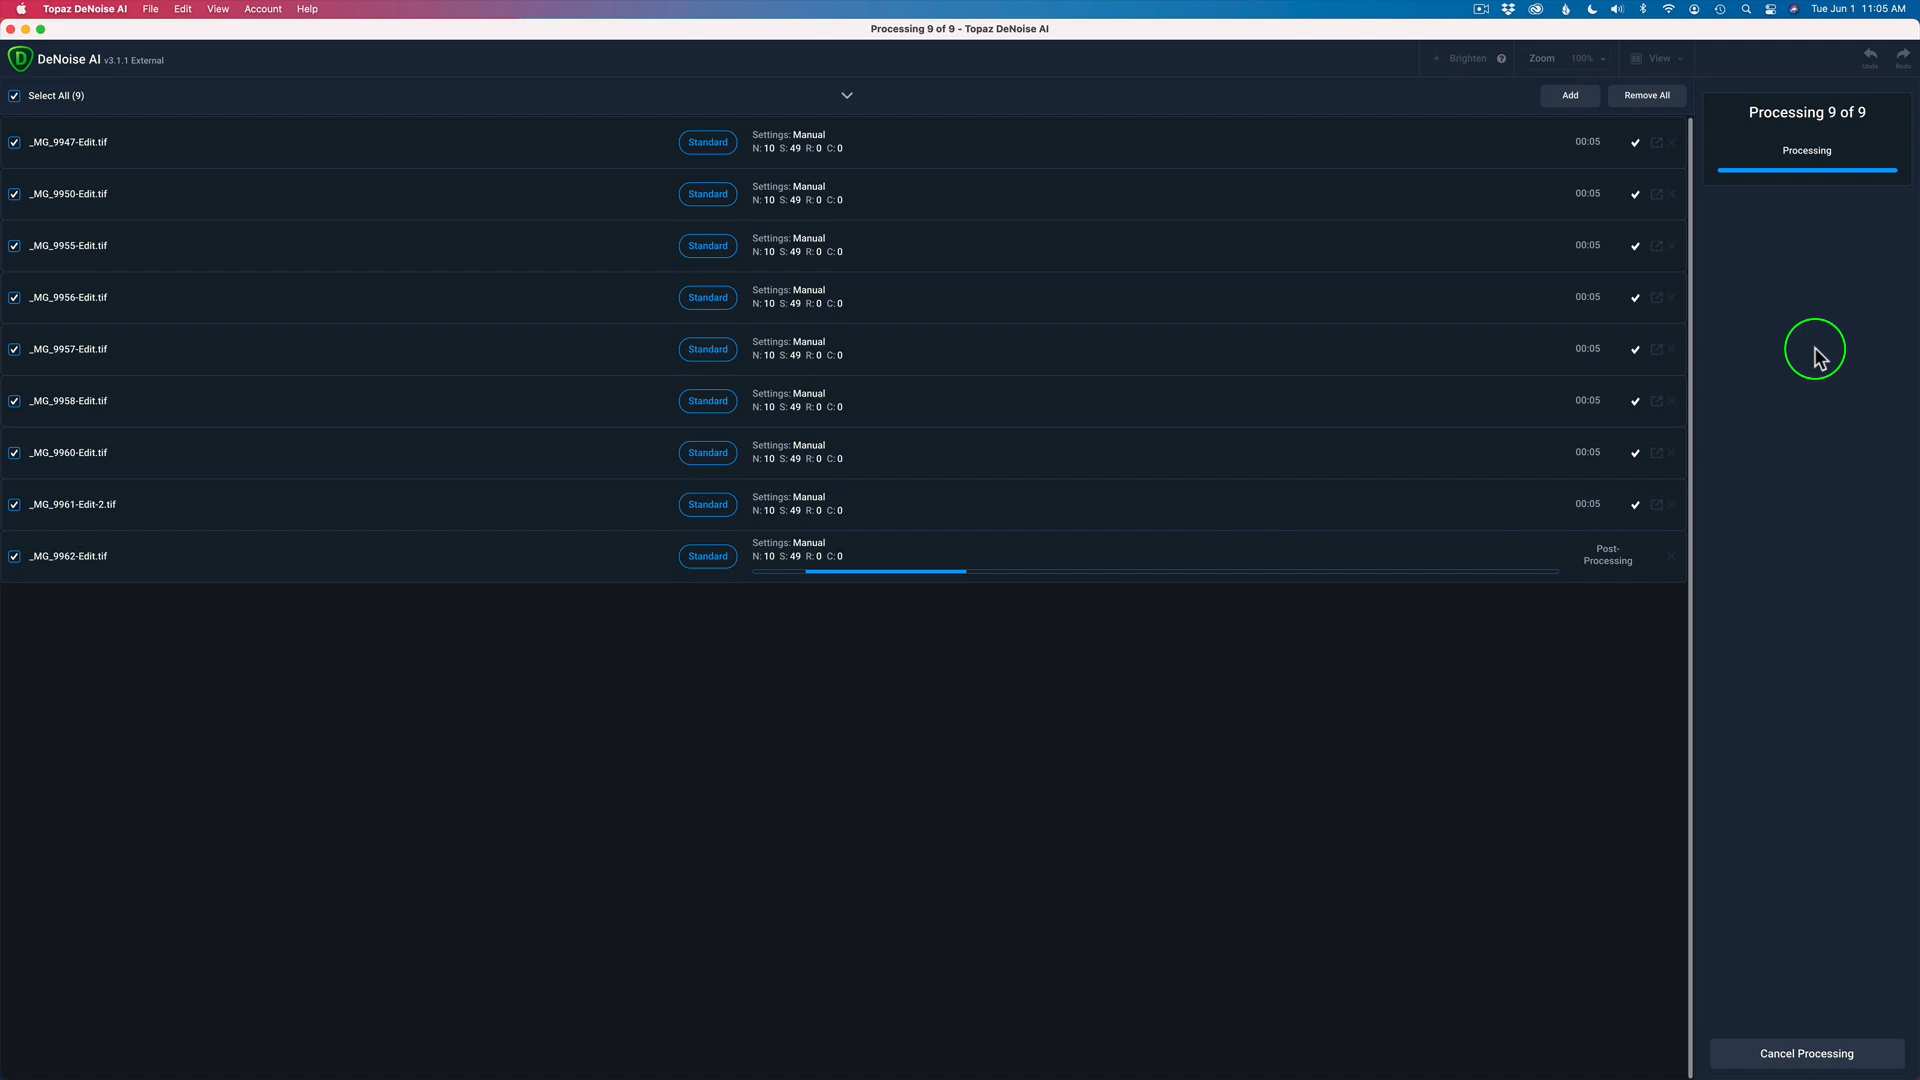 Topaz DeNoise AI File Edit View Account Help Tue Jun 1 11:05 AM
Processing 9 of 9 - Topaz DeNoise AI
DeNoise AI v3.1.1 External Brighten Zoom 100% View Undo Redo
Select All (9) Add Remove All
Processing 9 of 9
Processing
_MG_9947-Edit.tif Standard Settings: Manual 00:05
N: 10 S: 49 R: 0 C: 0
_MG_9950-Edit.tif Standard Settings: Manual 00:05
N: 10 S: 49 R: 0 C: 0
_MG_9955-Edit.tif Standard Settings: Manual 00:05
N: 10 S: 49 R: 0 C: 0
_MG_9956-Edit.tif Standard Settings: Manual 00:05
N: 10 S: 49 R: 0 C: 0
_MG_9957-Edit.tif Standard Settings: Manual 00:05
N: 10 S: 49 R: 0 C: 0
_MG_9958-Edit.tif Standard Settings: Manual 00:05
N: 10 S: 49 R: 0 C: 0
_MG_9960-Edit.tif Standard Settings: Manual 00:05
N: 10 S: 49 R: 0 C: 0
_MG_9961-Edit-2.tif Standard Settings: Manual 00:05
N: 10 S: 49 R: 0 C: 0
_MG_9962-Edit.tif Standard Settings: Manual Post-
N: 10 S: 49 R: 0 C: 0 Processing
Cancel Processing